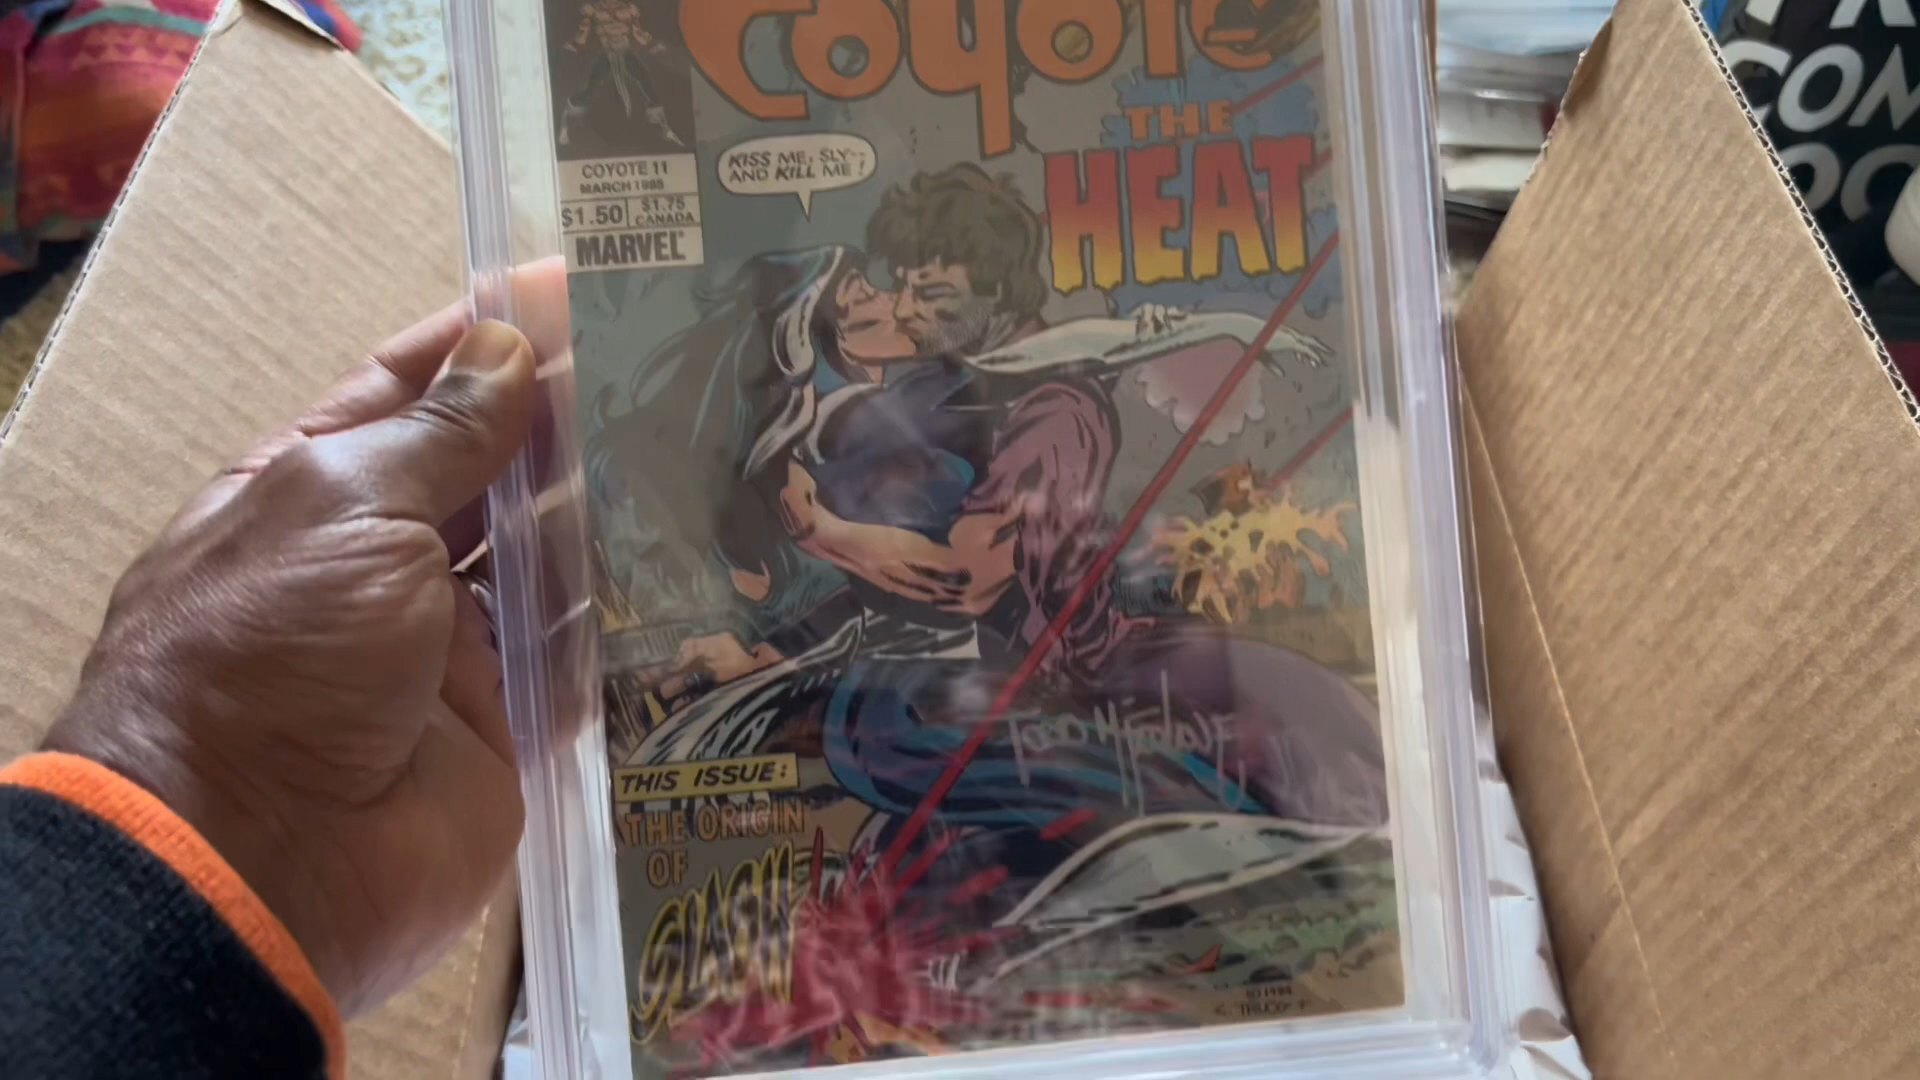 Coyote
THE
HEAT
KISS ME, SLY--
AND KILL ME!
COYOTE 11
MARCH 1985
$1.50
$1.75
CANADA
MARVEL
THIS ISSUE:
THE ORIGIN
OF
SLASH
COM